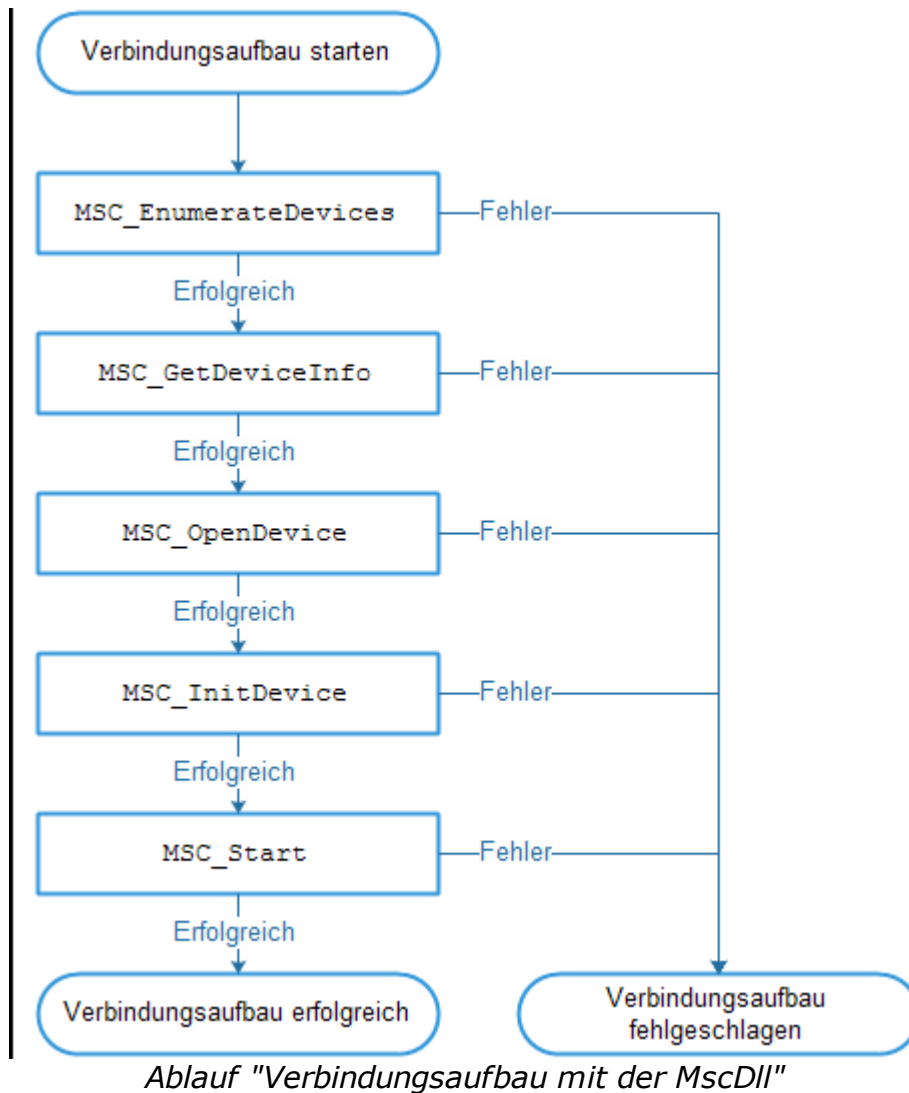 Verbindungsaufbau starten
MSC_EnumerateDevices
Fehler
Erfolgreich
MSC_GetDeviceInfo
Fehler
Erfolgreich
MSC_OpenDevice
Fehler
Erfolgreich
MSC_InitDevice
Fehler
Erfolgreich
MSC_Start
Fehler
Erfolgreich
Verbindungsaufbau erfolgreich
Verbindungsaufbau
fehlgeschlagen
Ablauf "Verbindungsaufbau mit der MscDll"